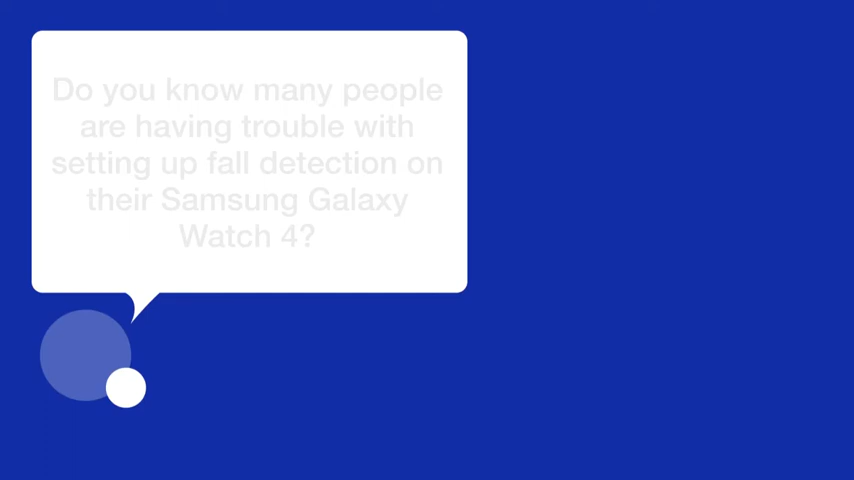 Do you know many people
are having trouble with
setting up fall detection on
their Samsung Galaxy
Watch 4?